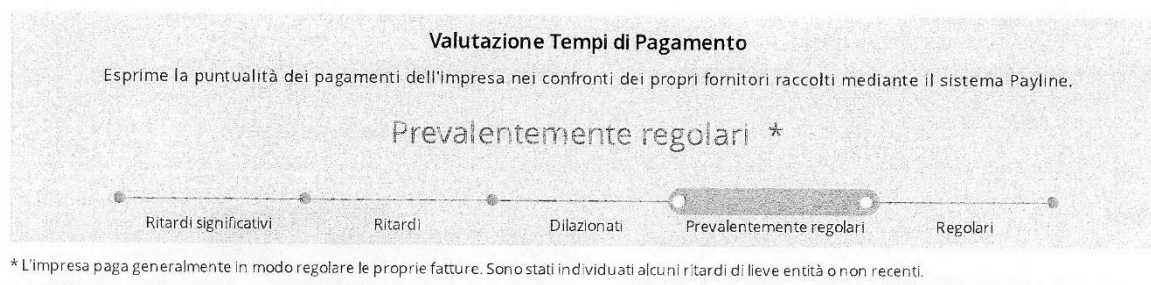 Valutazione Tempi di Pagamento
Esprime la puntualità dei pagamenti dell'impresa nei confronti dei propri fornitori raccolti mediante il sistema Payline.
Prevalentemente regolari *
Ritardi significativi Ritardi Dilazionati Prevalentemente regolari Regolari
* L'impresa paga generalmente in modo regolare le proprie fatture. Sono stati individuati alcuni ritardi di lieve entità o non recenti.